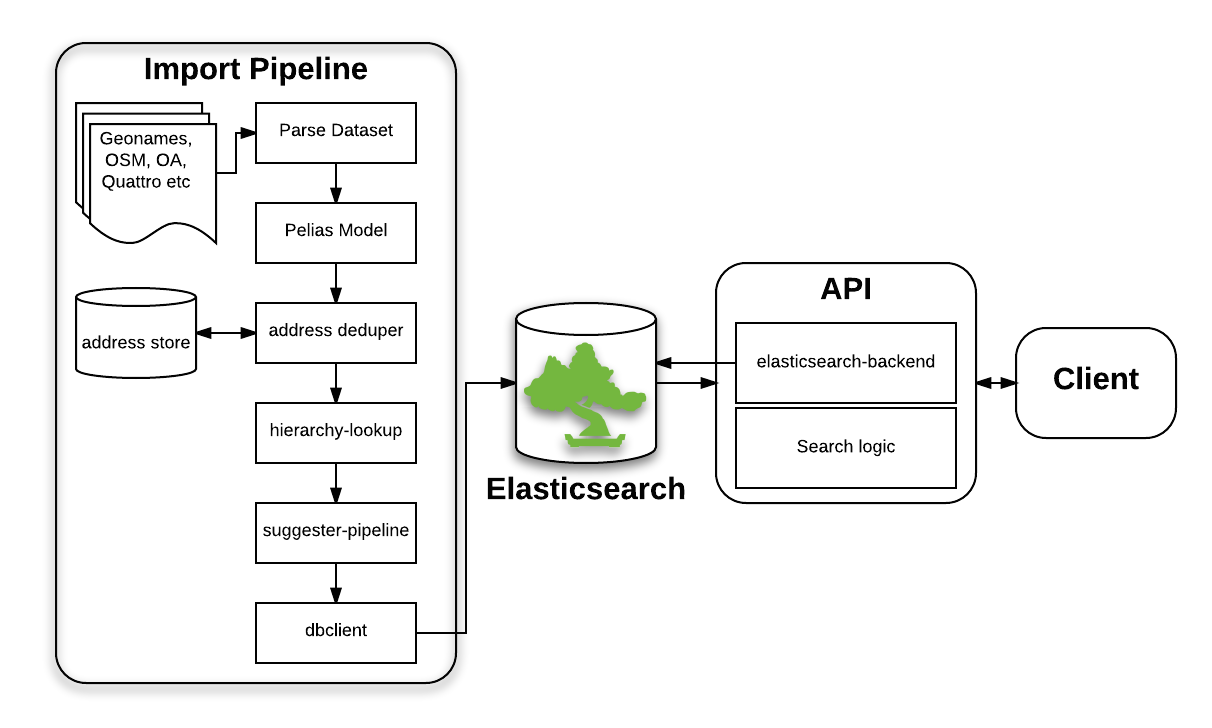 Import Pipeline
Geonames,
OSM, OA,
Quattro etc
Parse Dataset
Pelias Model
address store
address deduper
hierarchy-lookup
suggester-pipeline
dbclient
Elasticsearch
API
elasticsearch-backend
Search logic
Client